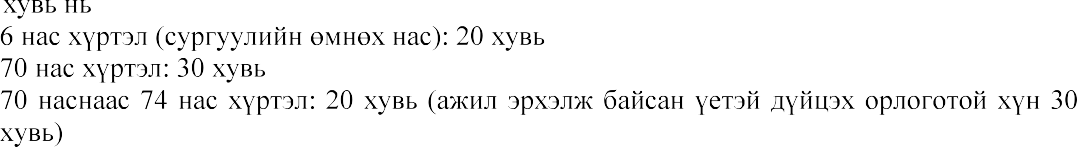 хувь нь
6 нас хүртэл (сургуулийн өмнөх нас): 20 хувь
70 нас хүртэл: 30 хувь
70 наснаас 74 нас хүртэл: 20 хувь (ажил эрхэлж байсан үетэй дүйцэх орлоготой хүн 30
хувь)